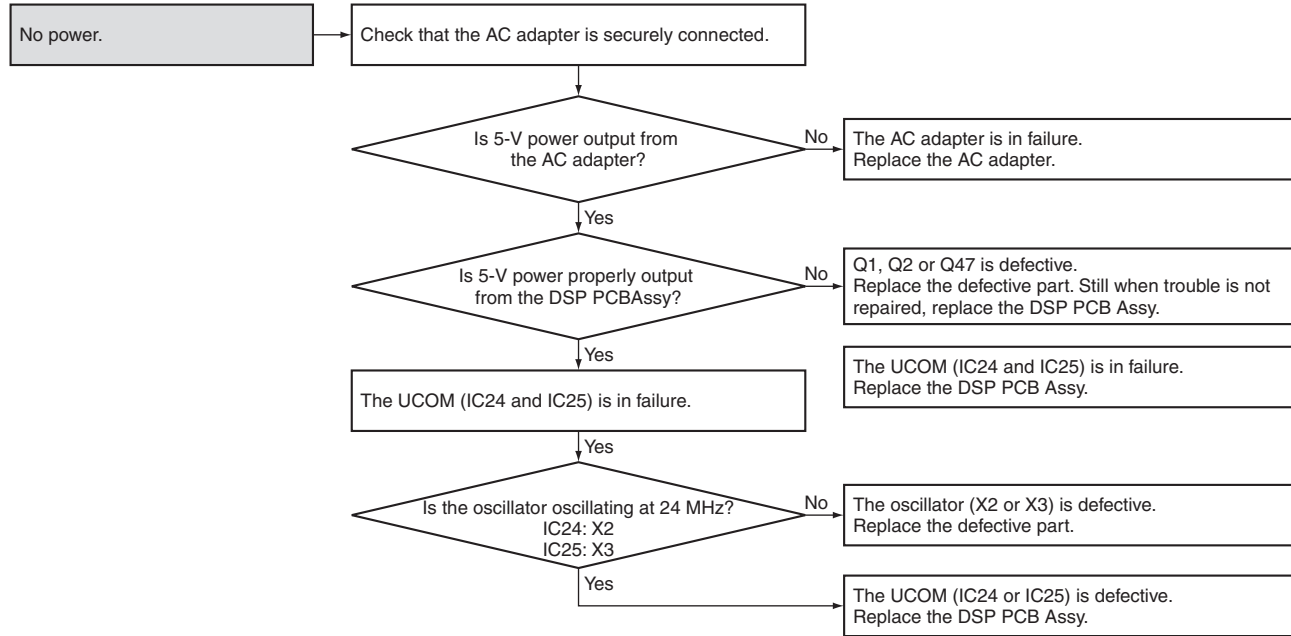 No power.
Check that the AC adapter is securely connected.
Is 5-V power output from
the AC adapter?
No
The AC adapter is in failure.
Replace the AC adapter.
Yes
Is 5-V power properly output
from the DSP PCBAssy?
No
Q1, Q2 or Q47 is defective.
Replace the defective part. Still when trouble is not
repaired, replace the DSP PCB Assy.
Yes
The UCOM (IC24 and IC25) is in failure.
Replace the DSP PCB Assy.
The UCOM (IC24 and IC25) is in failure.
Yes
Is the oscillator oscillating at 24 MHz?
IC24: X2
IC25: X3
No
The oscillator (X2 or X3) is defective.
Replace the defective part.
Yes
The UCOM (IC24 or IC25) is defective.
Replace the DSP PCB Assy.